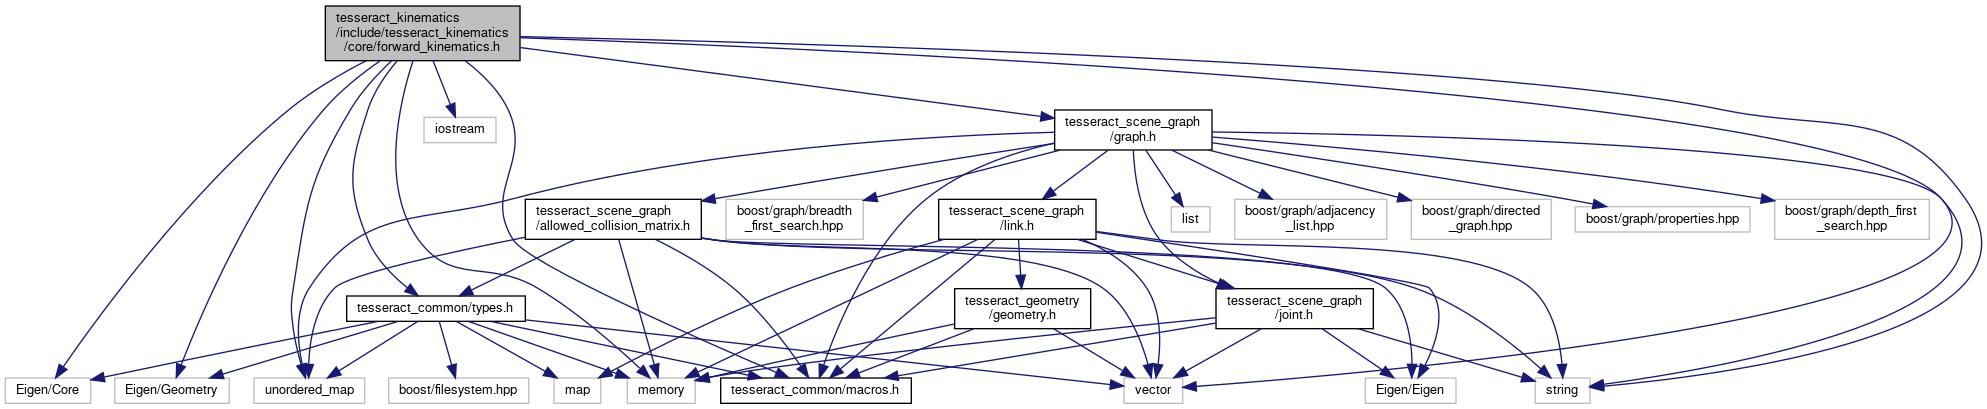 tesseract_kinematics
/include/tesseract_kinematics
/core/forward_kinematics.h
iostream
tesseract_scene_graph
/graph.h
tesseract_scene_graph
/allowed_collision_matrix.h
boost/graph/breadth
_first_search.hpp
tesseract_scene_graph
/link.h
list
boost/graph/adjacency
_list.hpp
boost/graph/directed
_graph.hpp
boost/graph/properties.hpp
boost/graph/depth_first
_search.hpp
tesseract_common/types.h
tesseract_geometry
/geometry.h
tesseract_scene_graph
/joint.h
Eigen/Core
Eigen/Geometry
unordered_map
boost/filesystem.hpp
map
memory
tesseract_common/macros.h
vector
Eigen/Eigen
string